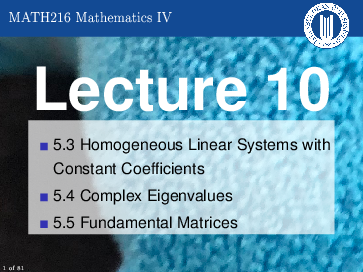 MATH216 Mathematics IV
Lecture 10
5.3 Homogeneous Linear Systems with
Constant Coefficients
5.4 Complex Eigenvalues
5.5 Fundamental Matrices
1 of 81